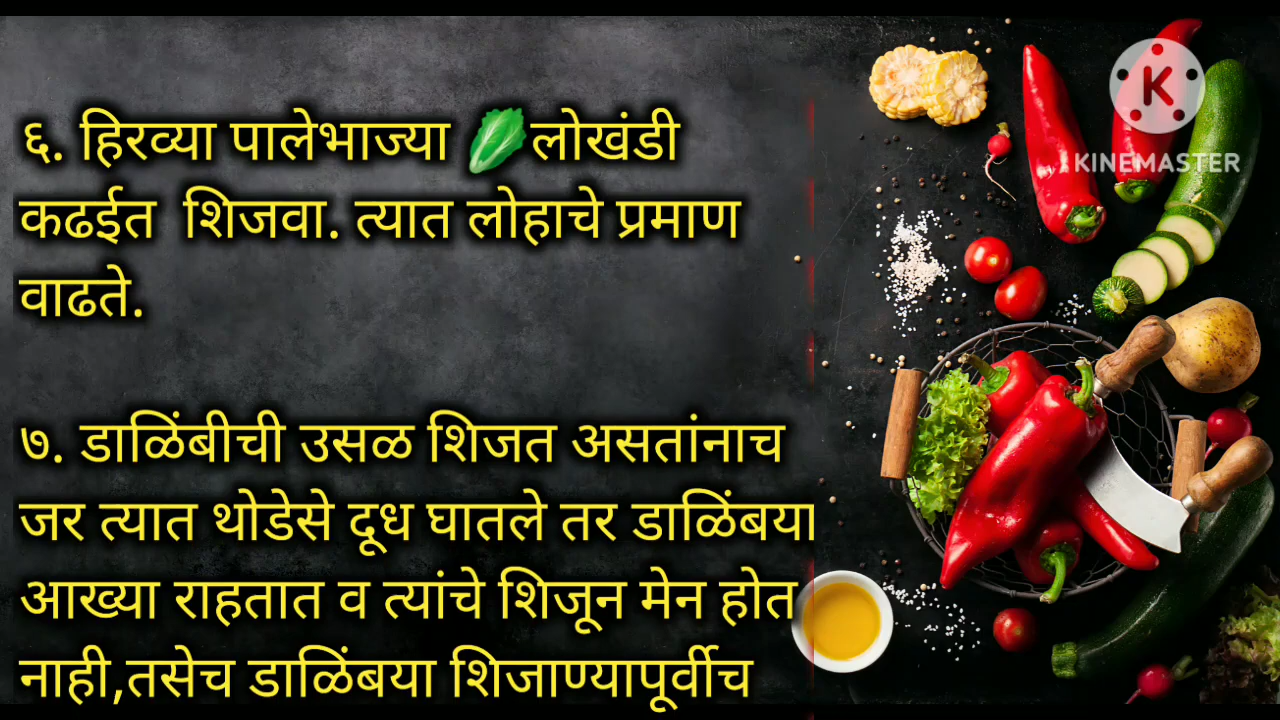 ६. हिरव्या पालेभाज्या 🥬लोखंडी
कढईत शिजवा. त्यात लोहाचे प्रमाण
वाढते.
७. डाळिंबीची उसळ शिजत असतांनाच
जर त्यात थोडेसे दूध घातले तर डाळिंबया
आख्या राहतात व त्यांचे शिजून मेन होत
नाही,तसेच डाळिंबया शिजाण्यापूर्वीच
K
KINEMASTER